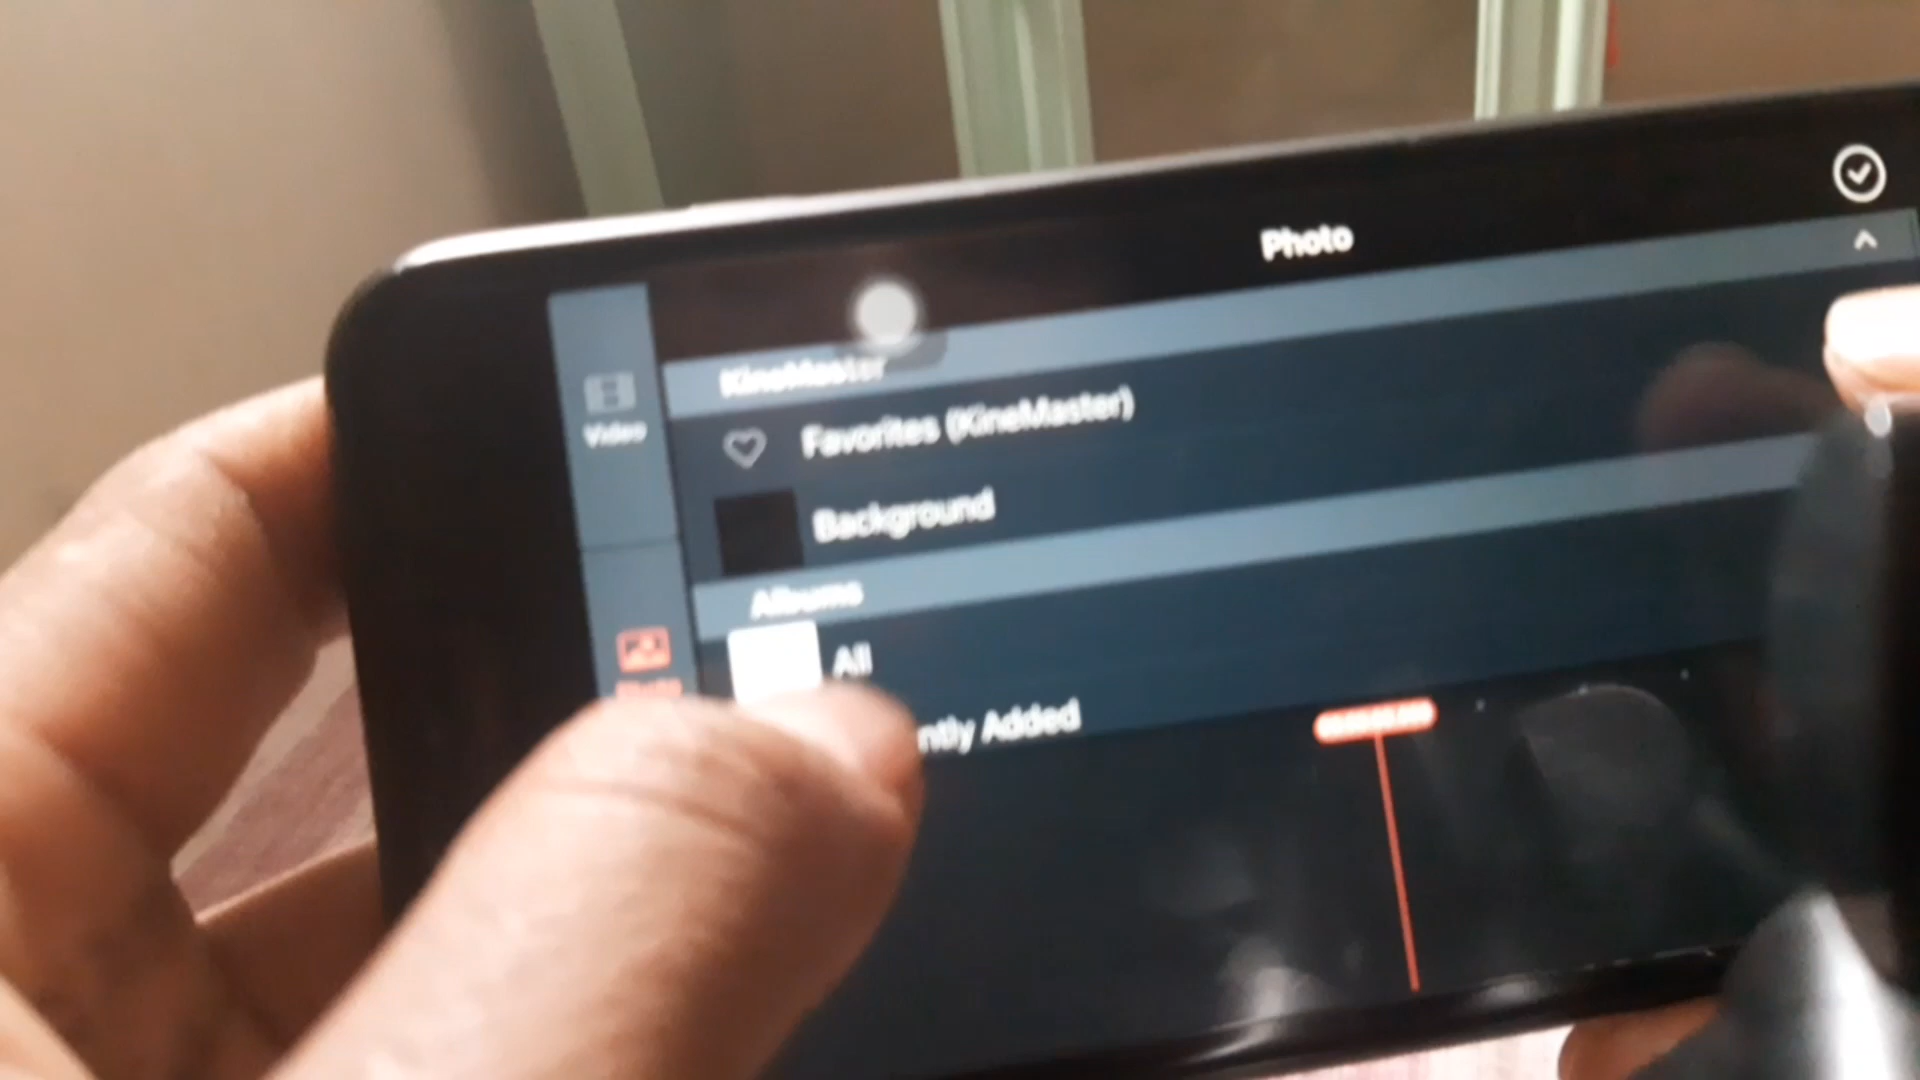 Photo
KineMaster
Video
Favorites (KineMaster)
Background
Albums
All
ntly Added